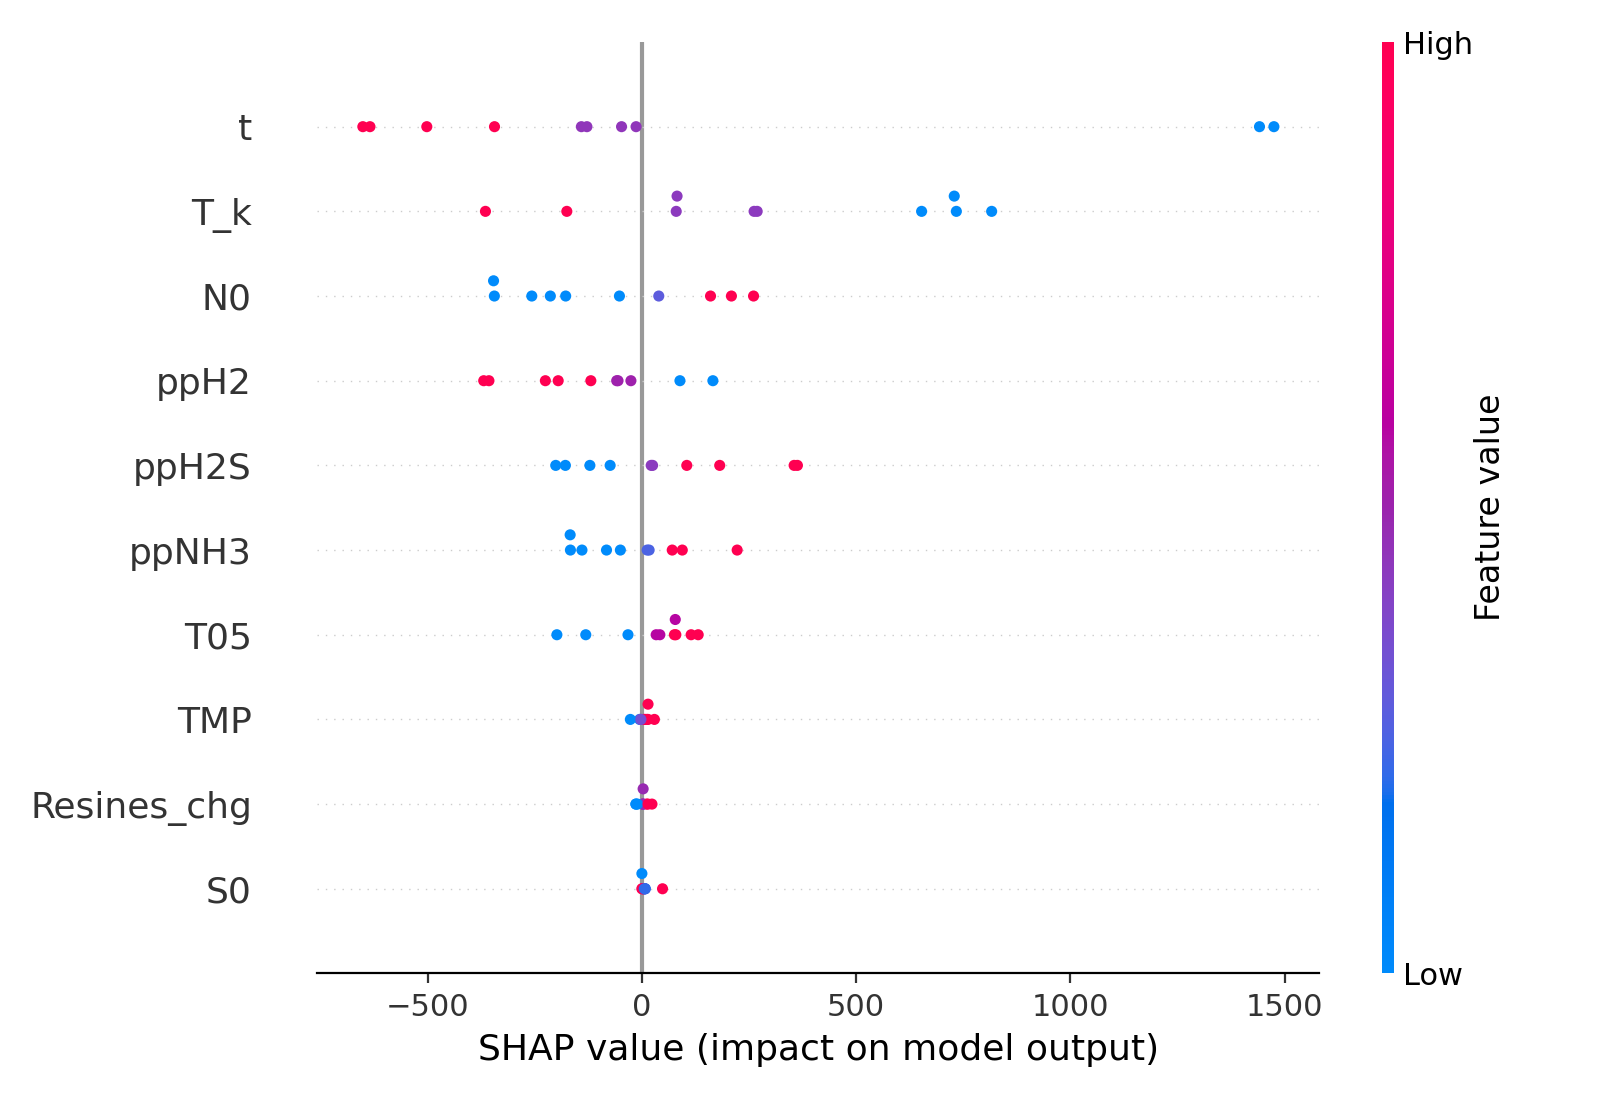 High
t
T_k
N0
ppH2
ppH2S
ppNH3
T05
TMP
Resines_chg
S0
Feature value
Low
−500 0 500 1000 1500
SHAP value (impact on model output)